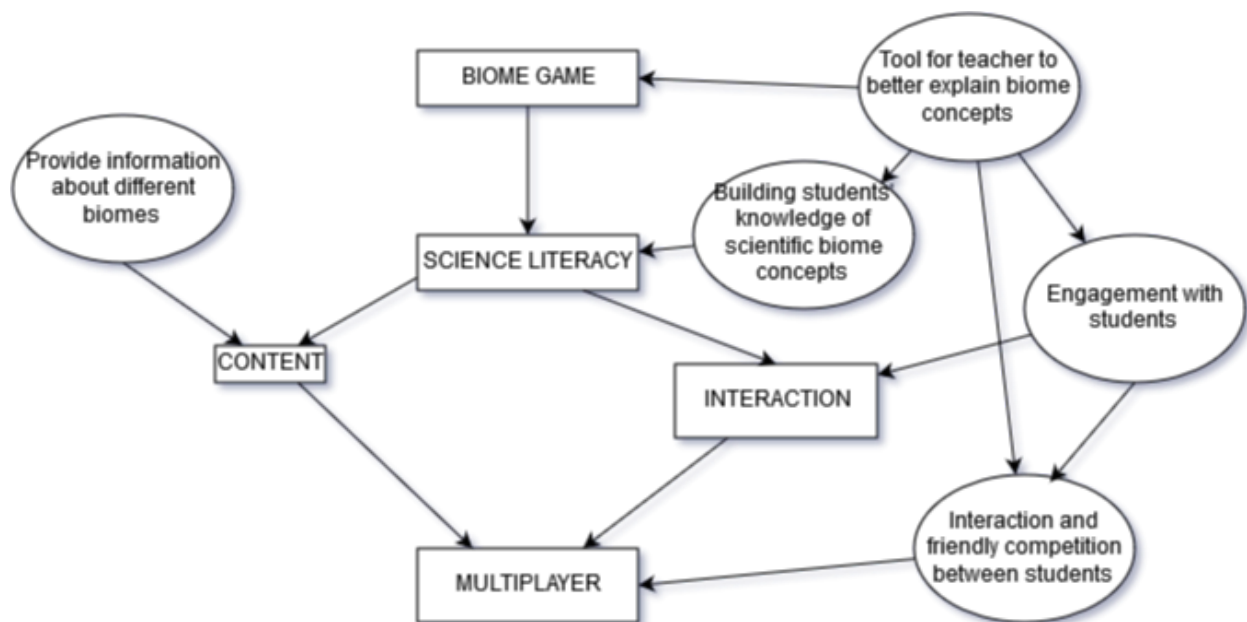 BIOME GAME
Tool for teacher to
better explain biome
concepts
Provide information
about different
biomes
Building students'
knowledge of
scientific biome
concepts
SCIENCE LITERACY
Engagement with
students
CONTENT
INTERACTION
Interaction and
friendly competition
between students
MULTIPLAYER